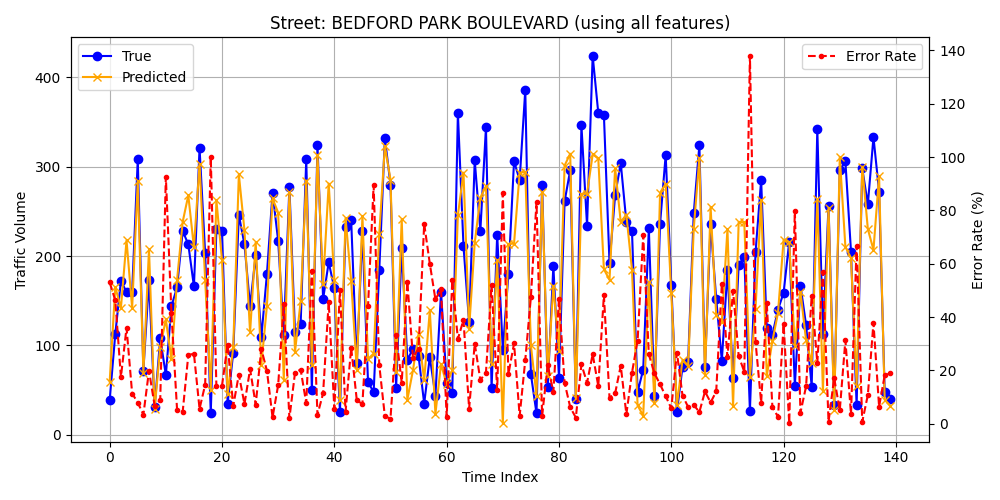 Street: BEDFORD PARK BOULEVARD (using all features)
True
Predicted
Error Rate
Traffic Volume
400
300
200
100
0
140
120
100
80
60
40
20
0
Error Rate (%)
0 20 40 60 80 100 120 140
Time Index